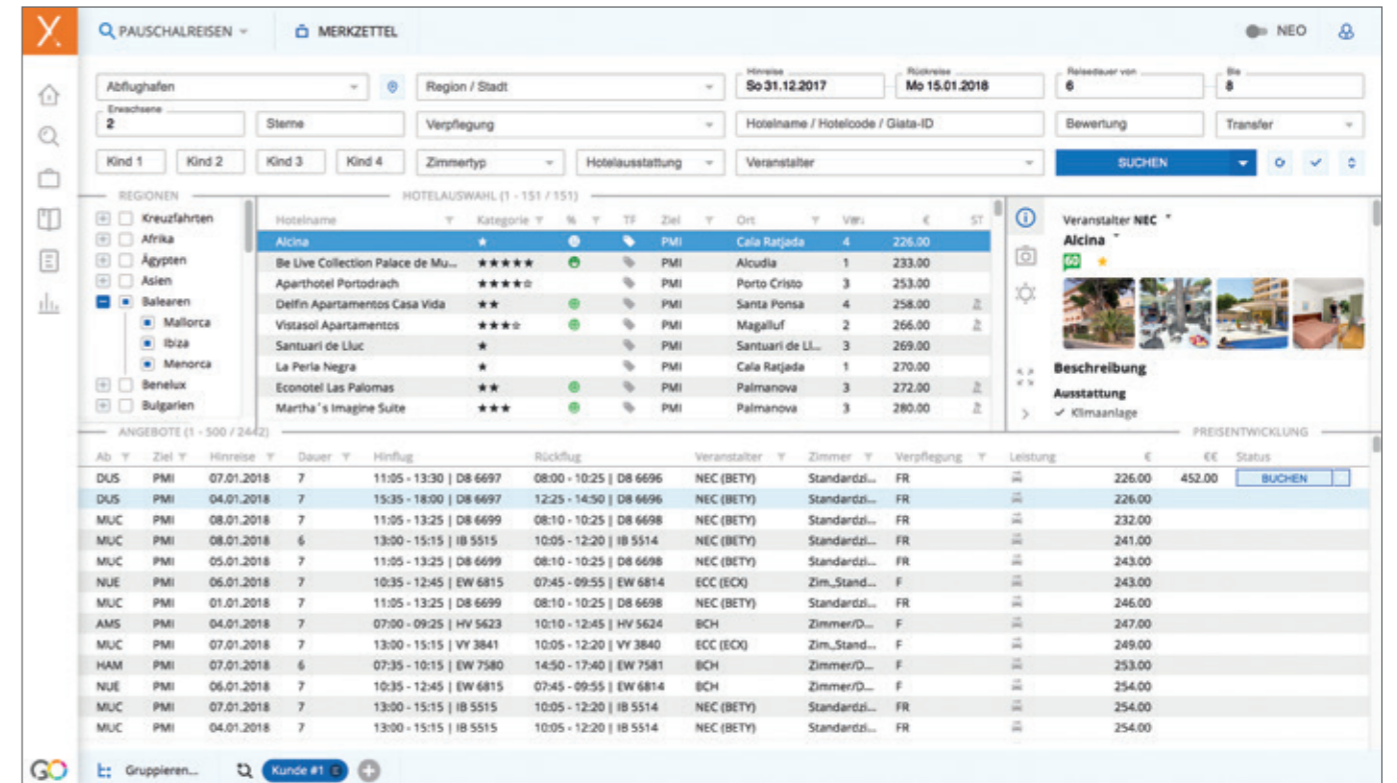 PAUSCHALREISEN MERKZETTEL NEO
Hinreise Rückreise Reisedauer von Bis
Abflughafen Region / Stadt So 31.12.2017 Mo 15.01.2018 6 8
Erwachsene
2 Sterne Verpflegung Hotelname / Hotelcode / Giata-ID Bewertung Transfer
Kind 1 Kind 2 Kind 3 Kind 4 Zimmertyp Hotelausstattung Veranstalter SUCHEN
REGIONEN
Kreuzfahrten
Afrika
Ägypten
Asien
Balearen
Mallorca
Ibiza
Menorca
Benelux
Bulgarien
HOTELAUSWAHL (1 - 151 / 151)
Hotelname Kategorie % TF Ziel Ort € ST
Alcina ★ PMI Cala Ratjada 4 226.00
Be Live Collection Palace de Mu... ★★★★★ PMI Alcudia 1 233.00
Aparthotel Portodrach ★★★★☆ PMI Porto Cristo 3 253.00
Delfin Apartamentos Casa Vida ★★ PMI Santa Ponsa 4 258.00
Vistasol Apartamentos ★★★☆ PMI Magalluf 2 266.00
Santuari de Lluc ★ PMI Santuari de Ll... 3 269.00
La Perla Negra ★ PMI Cala Ratjada 1 270.00
Econotel Las Palomas ★★ PMI Palmanova 3 272.00
Martha´s Imagine Suite ★★★ PMI Palmanova 3 280.00
Veranstalter NEC
Alcina
60 ★
Beschreibung
Ausstattung
✓ Klimaanlage
ANGEBOTE (1 - 500 / 2442) PREISENTWICKLUNG
Ab Ziel Hinreise Dauer Hinflug Rückflug Veranstalter Zimmer Verpflegung Leistung € €€ Status
DUS PMI 07.01.2018 7 11:05 - 13:30 | D8 6697 08:00 - 10:25 | D8 6696 NEC (BETY) Standardzi... FR 226.00 452.00 BUCHEN
DUS PMI 04.01.2018 7 15:35 - 18:00 | D8 6697 12:25 - 14:50 | D8 6696 NEC (BETY) Standardzi... FR 226.00
MUC PMI 08.01.2018 7 11:05 - 13:25 | D8 6699 08:10 - 10:25 | D8 6698 NEC (BETY) Standardzi... FR 232.00
MUC PMI 08.01.2018 6 13:00 - 15:15 | IB 5515 10:05 - 12:20 | IB 5514 NEC (BETY) Standardzi... FR 241.00
MUC PMI 05.01.2018 7 11:05 - 13:25 | D8 6699 08:10 - 10:25 | D8 6698 NEC (BETY) Standardzi... FR 243.00
NUE PMI 06.01.2018 7 10:35 - 12:45 | EW 6815 07:45 - 09:55 | EW 6814 ECC (ECX) Zim.,Stand... F 243.00
MUC PMI 01.01.2018 7 11:05 - 13:25 | D8 6699 08:10 - 10:25 | D8 6698 NEC (BETY) Standardzi... FR 246.00
AMS PMI 04.01.2018 7 07:00 - 09:25 | HV 5623 10:10 - 12:45 | HV 5624 BCH Zimmer/D... F 247.00
MUC PMI 07.01.2018 7 13:00 - 15:15 | VY 3841 10:05 - 12:20 | VY 3840 ECC (ECX) Zim.,Stand... F 249.00
HAM PMI 07.01.2018 6 07:35 - 10:15 | EW 7580 14:50 - 17:40 | EW 7581 BCH Zimmer/D... F 253.00
NUE PMI 06.01.2018 7 10:35 - 12:45 | EW 6815 07:45 - 09:55 | EW 6814 BCH Zimmer/D... F 254.00
MUC PMI 07.01.2018 7 13:00 - 15:15 | IB 5515 10:05 - 12:20 | IB 5514 NEC (BETY) Standardzi... FR 254.00
MUC PMI 04.01.2018 7 13:00 - 15:15 | IB 5515 10:05 - 12:20 | IB 5514 NEC (BETY) Standardzi... FR 254.00
GO Gruppieren... Kunde #1